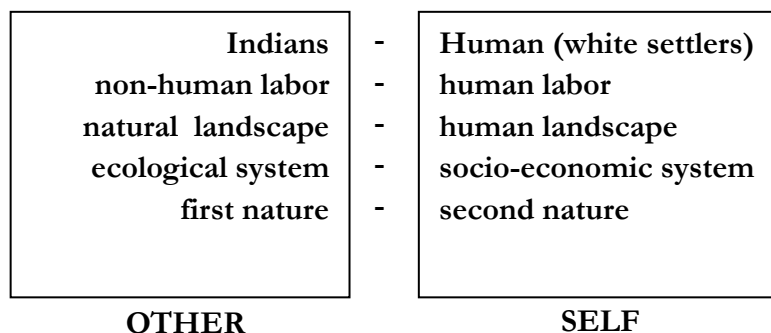 Indians - Human (white settlers)
non-human labor - human labor
natural landscape - human landscape
ecological system - socio-economic system
first nature - second nature
OTHER SELF